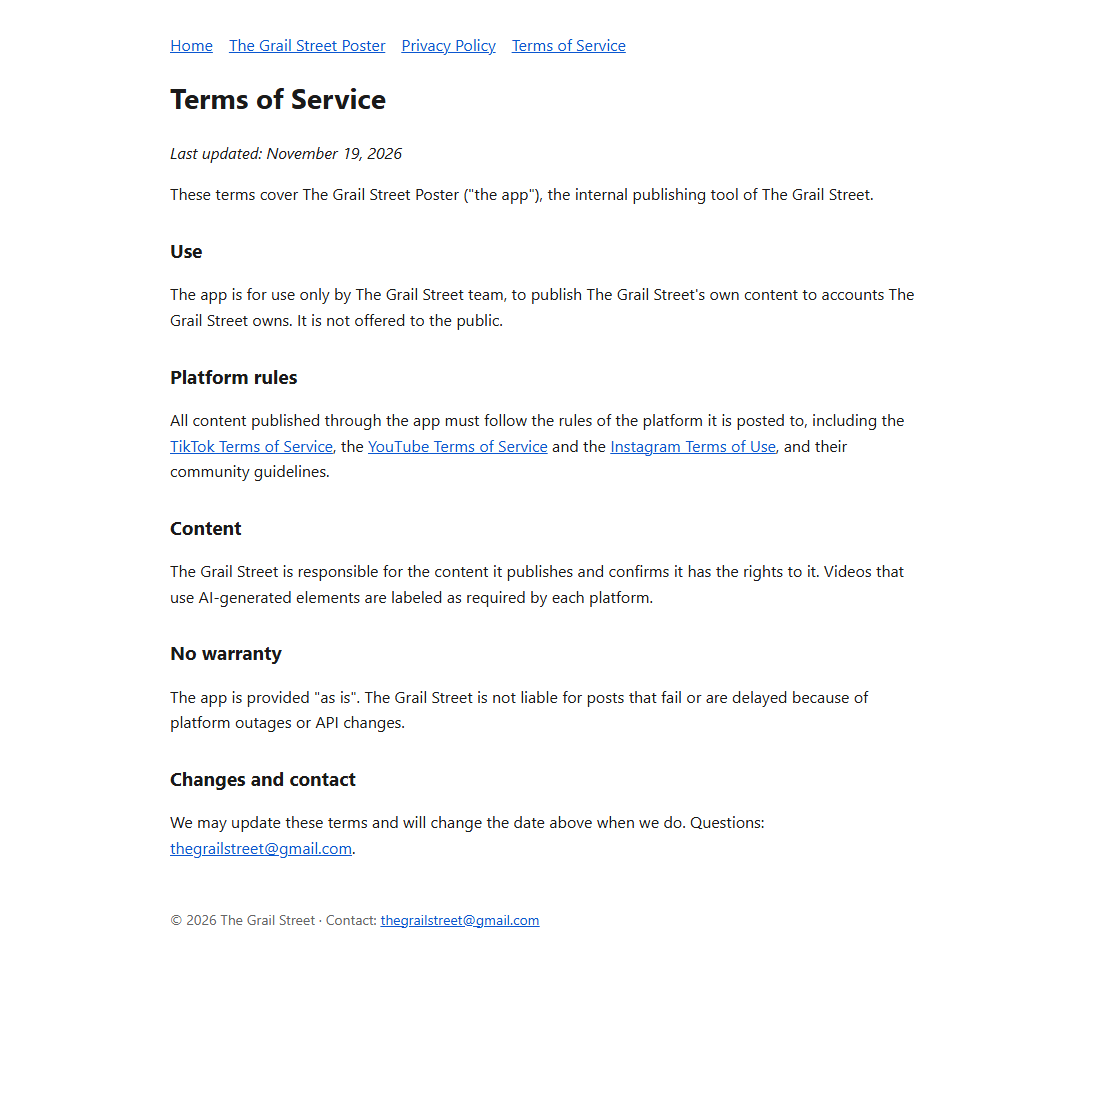 Home The Grail Street Poster Privacy Policy Terms of Service
Terms of Service
Last updated: November 19, 2026
These terms cover The Grail Street Poster ("the app"), the internal publishing tool of The Grail Street.
Use
The app is for use only by The Grail Street team, to publish The Grail Street's own content to accounts The
Grail Street owns. It is not offered to the public.
Platform rules
All content published through the app must follow the rules of the platform it is posted to, including the
TikTok Terms of Service, the YouTube Terms of Service and the Instagram Terms of Use, and their
community guidelines.
Content
The Grail Street is responsible for the content it publishes and confirms it has the rights to it. Videos that
use AI-generated elements are labeled as required by each platform.
No warranty
The app is provided "as is". The Grail Street is not liable for posts that fail or are delayed because of
platform outages or API changes.
Changes and contact
We may update these terms and will change the date above when we do. Questions:
thegrailstreet@gmail.com.
© 2026 The Grail Street · Contact: thegrailstreet@gmail.com